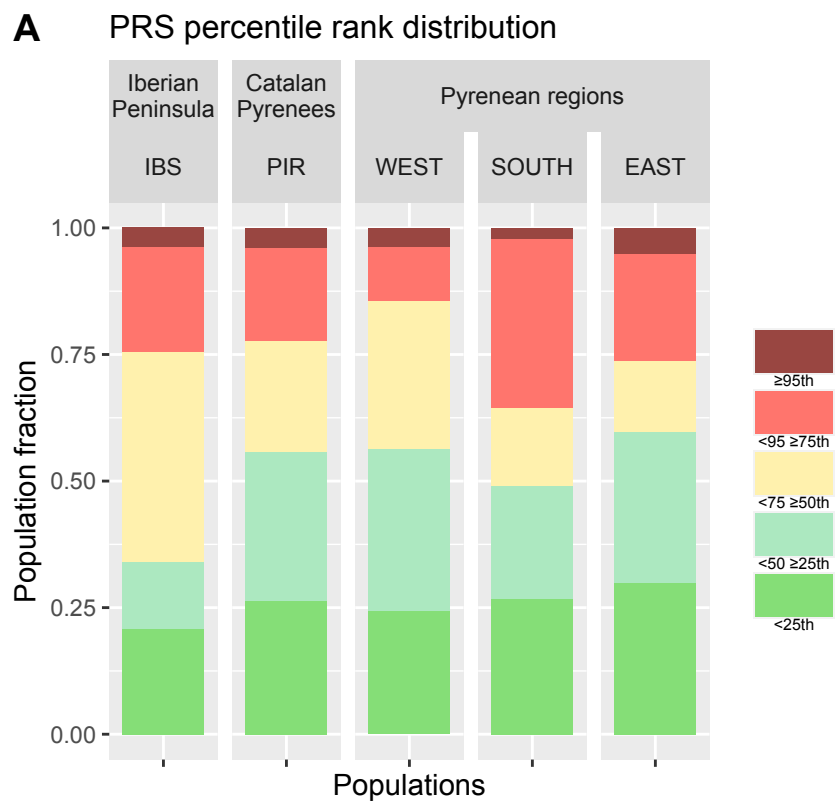 A PRS percentile rank distribution
Iberian
Peninsula
Catalan
Pyrenees
Pyrenean regions
IBS
PIR
WEST
SOUTH
EAST
Population fraction
1.00
0.75
0.50
0.25
0.00
Populations
≥95th
<95 ≥75th
<75 ≥50th
<50 ≥25th
<25th